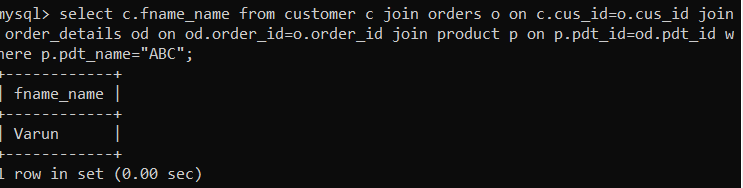 mysql> select c.fname_name from customer c join orders o on c.cus_id=o.cus_id join
order_details od on od.order_id=o.order_id join product p on p.pdt_id=od.pdt_id w
here p.pdt_name="ABC";
+------------+
| fname_name |
+------------+
| Varun      |
+------------+
1 row in set (0.00 sec)